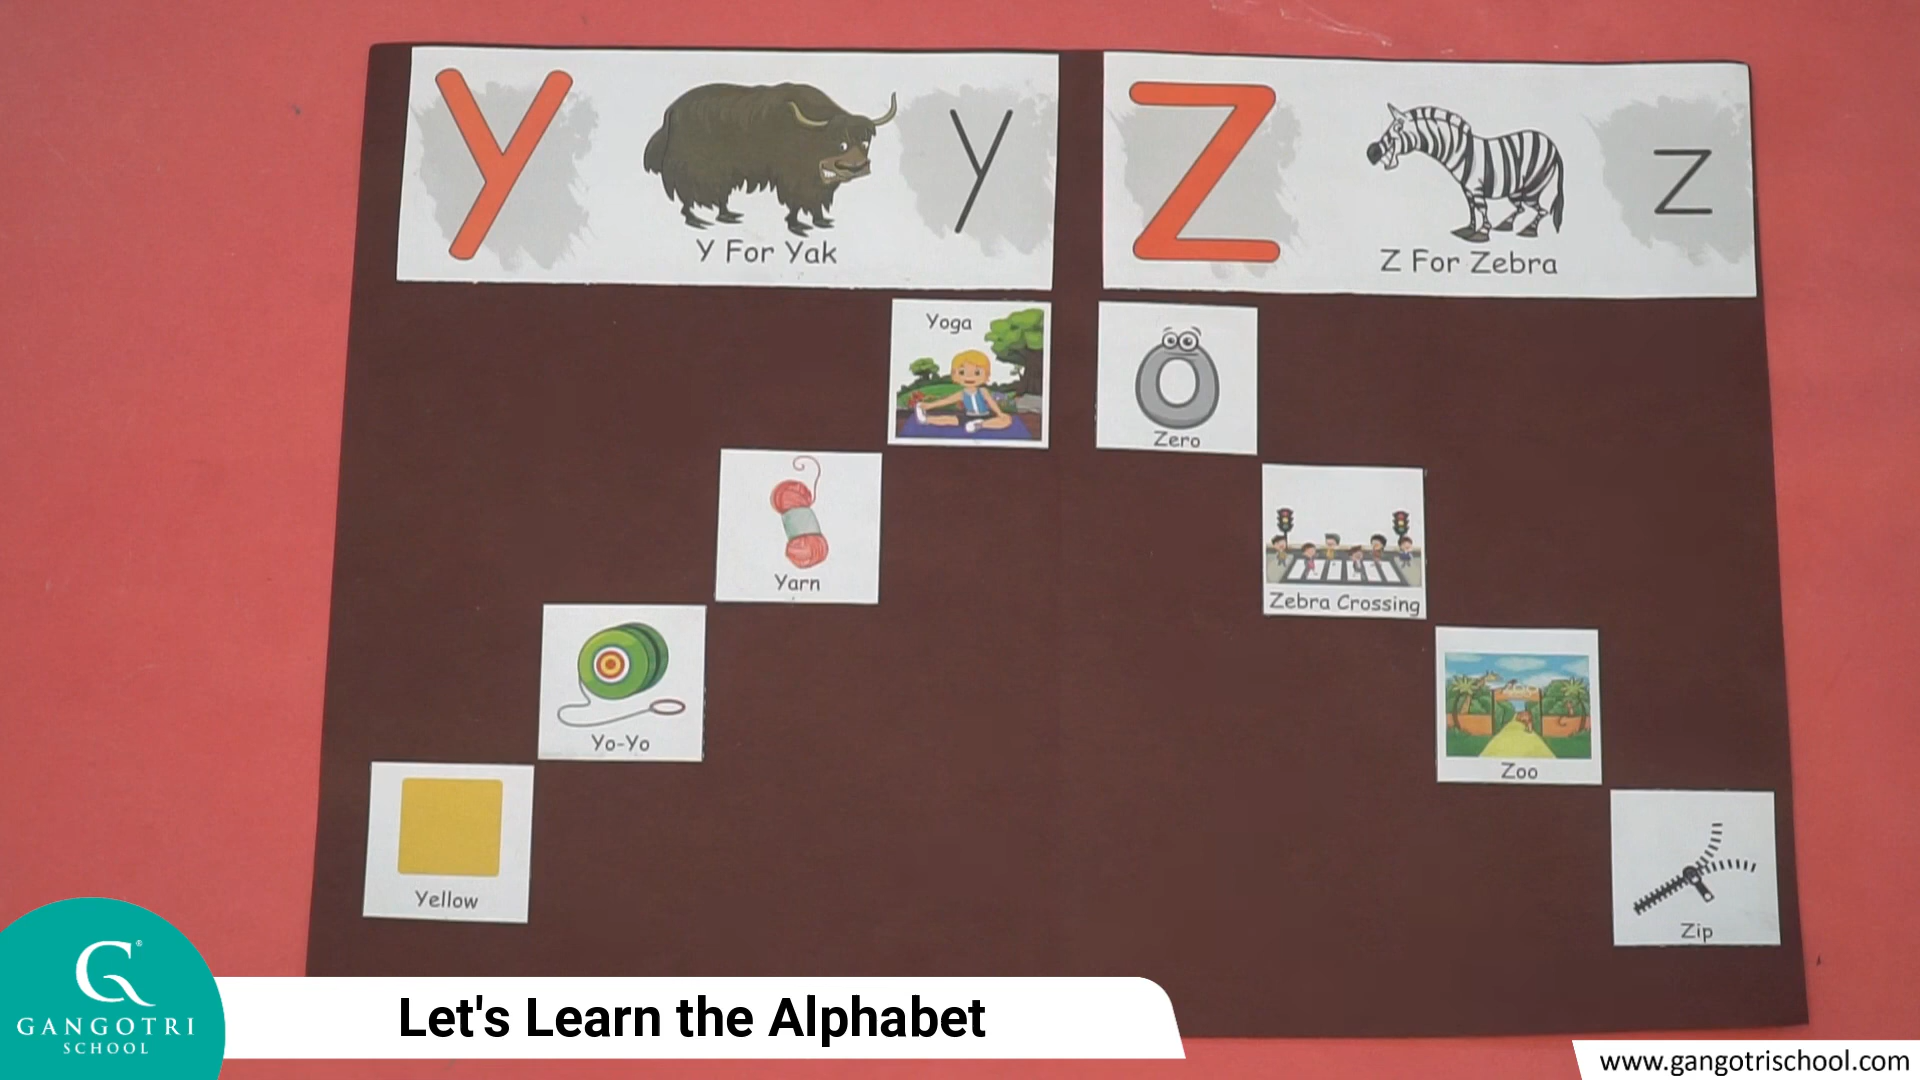 Y
Y For Yak
y
Z
Z For Zebra
z
Yoga
Zero
Yarn
Zebra Crossing
Yo-Yo
Zoo
Yellow
Zip
G®
GANGOTRI
SCHOOL
Let's Learn the Alphabet
www.gangotrischool.com